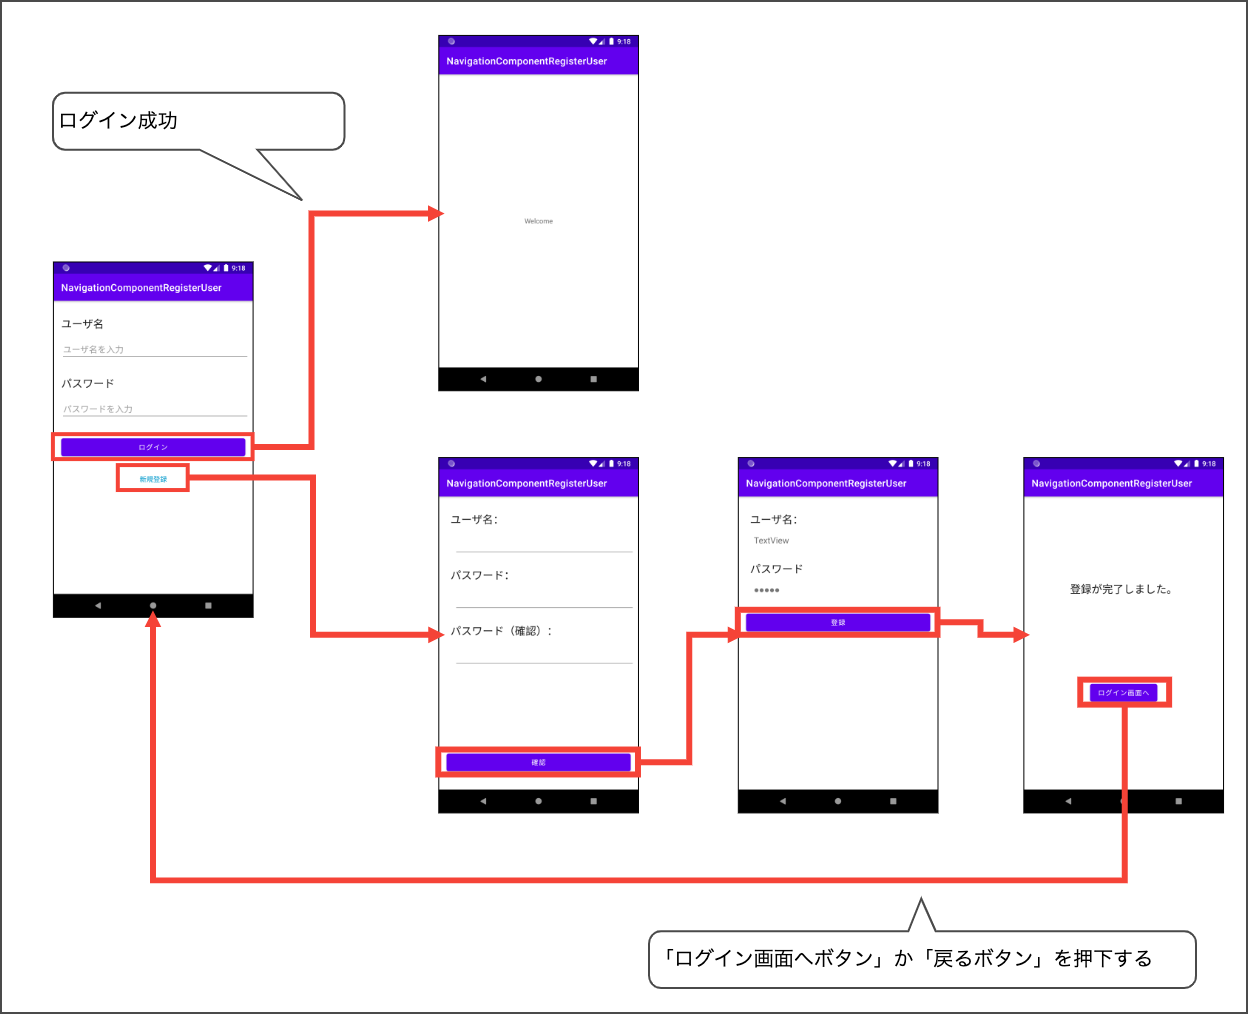 9:18
NavigationComponentRegisterUser
Welcome
ログイン成功
9:18
NavigationComponentRegisterUser
ユーザ名
ユーザ名を入力
パスワード
パスワードを入力
ログイン
新規登録
9:18
NavigationComponentRegisterUser
ユーザ名：
パスワード：
パスワード（確認）：
確認
9:18
NavigationComponentRegisterUser
ユーザ名：
TextView
パスワード
•••••
登録
9:18
NavigationComponentRegisterUser
登録が完了しました。
ログイン画面へ
「ログイン画面へボタン」か「戻るボタン」を押下する